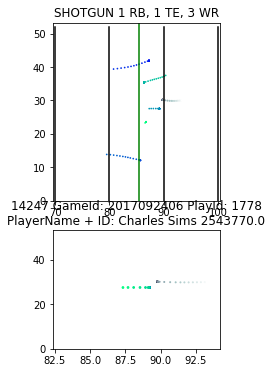 SHOTGUN 1 RB, 1 TE, 3 WR
50
40
30
20
10
0
70 80 90 100
14247 GameId: 2017092406 PlayId: 1778
PlayerName + ID: Charles Sims 2543770.0
40
20
0
82.5 85.0 87.5 90.0 92.5